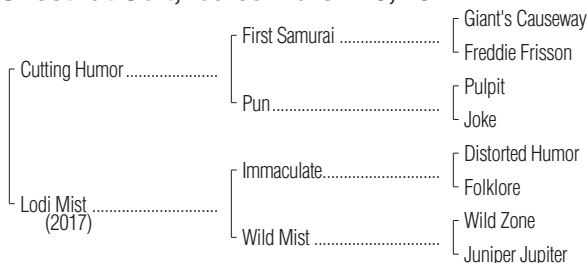 Giant's Causeway
First Samurai ..............................
Freddie Frisson
Cutting Humor .....................
Pulpit
Pun.................................................
Joke
Distorted Humor
Immaculate...................................
Folklore
Lodi Mist ............................
(2017)
Wild Zone
Wild Mist .....................................
Juniper Jupiter